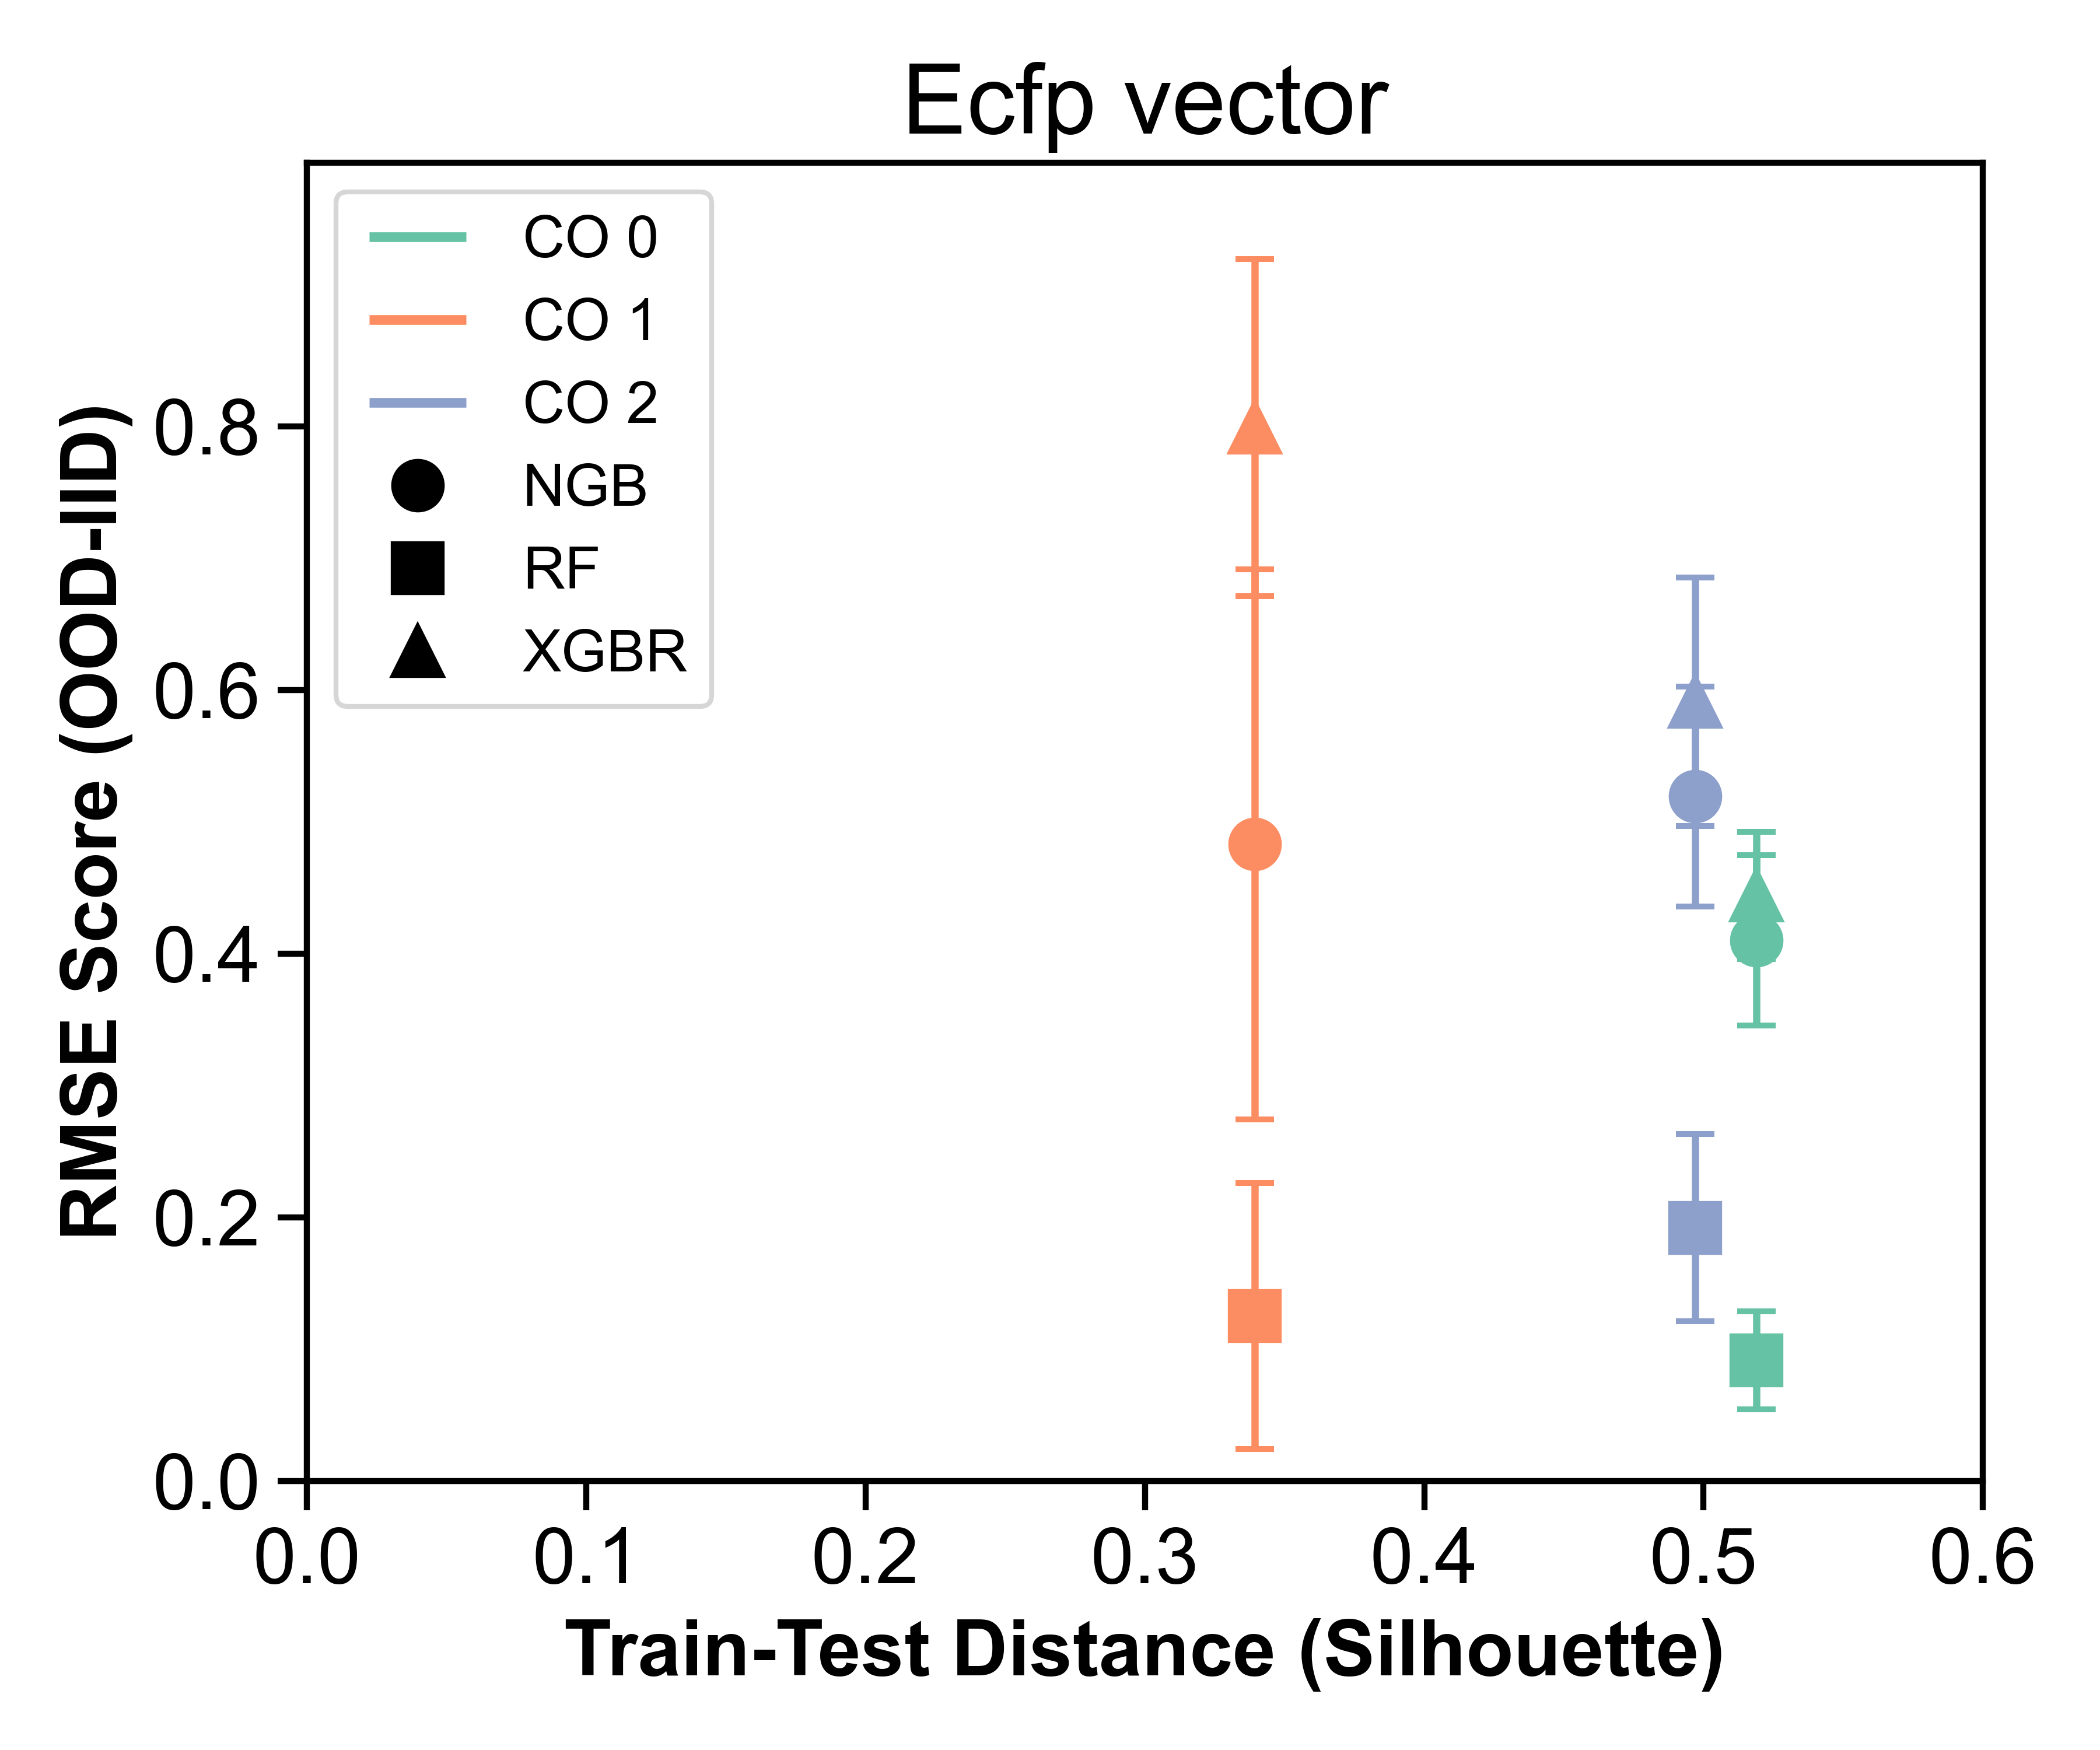 Ecfp vector
CO 0
CO 1
CO 2
NGB
RF
XGBR
RMSE Score (OOD-IID)
0.8
0.6
0.4
0.2
0.0
0.0 0.1 0.2 0.3 0.4 0.5 0.6
Train-Test Distance (Silhouette)